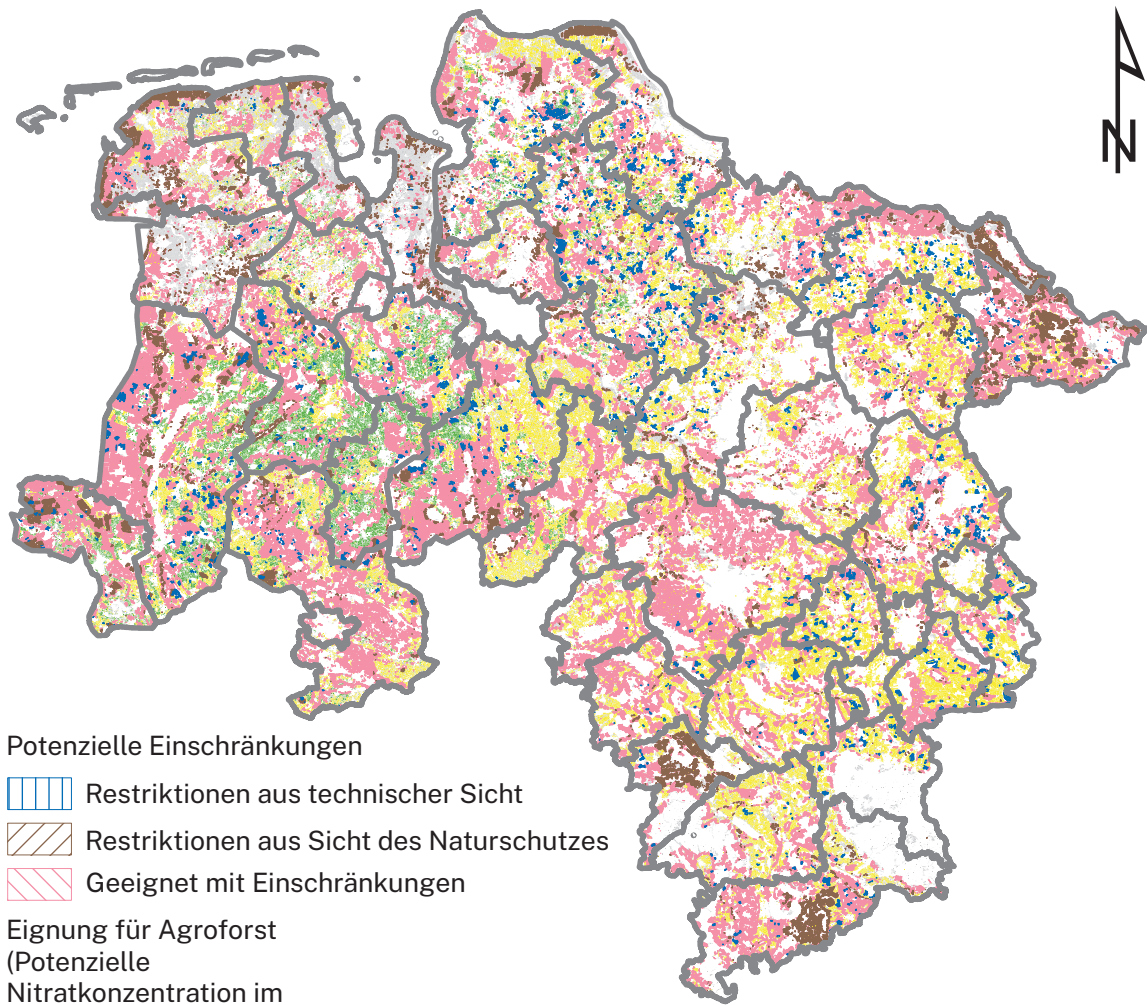 N
Potenzielle Einschränkungen
Restriktionen aus technischer Sicht
Restriktionen aus Sicht des Naturschutzes
Geeignet mit Einschränkungen
Eignung für Agroforst
(Potenzielle
Nitratkonzentration im